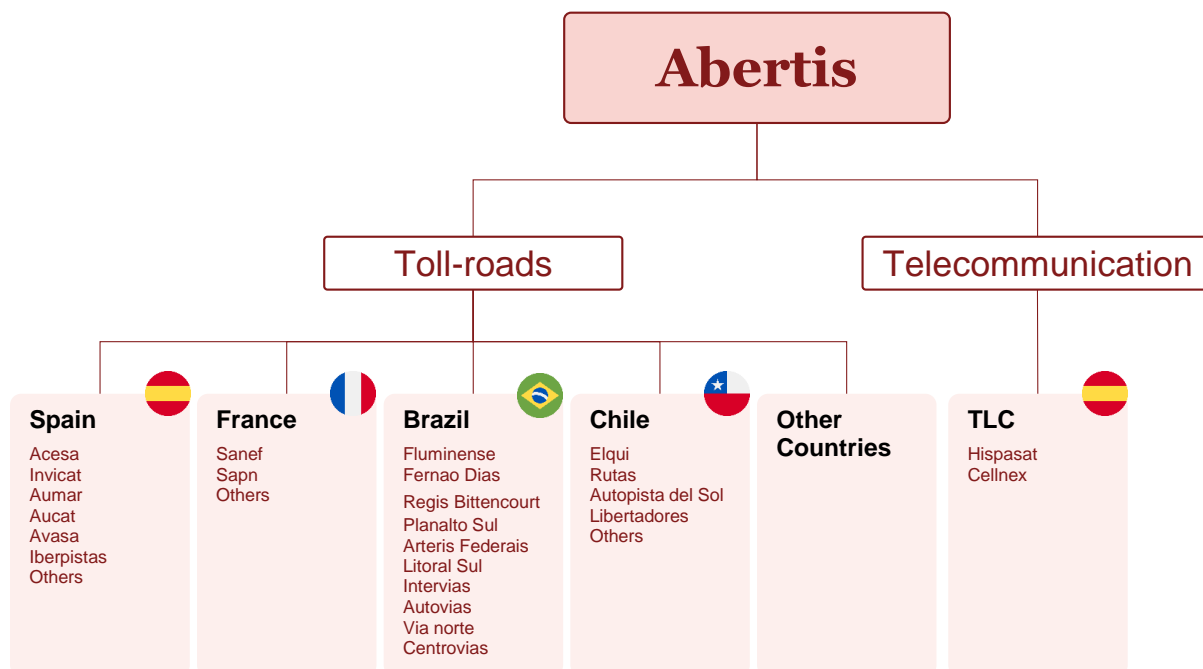 Abertis
Toll-roads
Telecommunication
Spain
Acesa
Invicat
Aumar
Aucat
Avasa
Iberpistas
Others
France
Sanef
Sapn
Others
Brazil
Fluminense
Fernao Dias
Regis Bittencourt
Planalto Sul
Arteris Federais
Litoral Sul
Intervias
Autovias
Via norte
Centrovias
Chile
Elqui
Rutas
Autopista del Sol
Libertadores
Others
Other
Countries
TLC
Hispasat
Cellnex